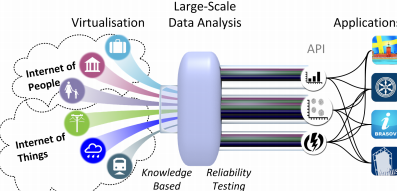 Large-Scale
Virtualisation
Data Analysis
Applications
API
Internet of
People
Internet of
Things
BRASOV
Knowledge
Reliability
Based
Testing